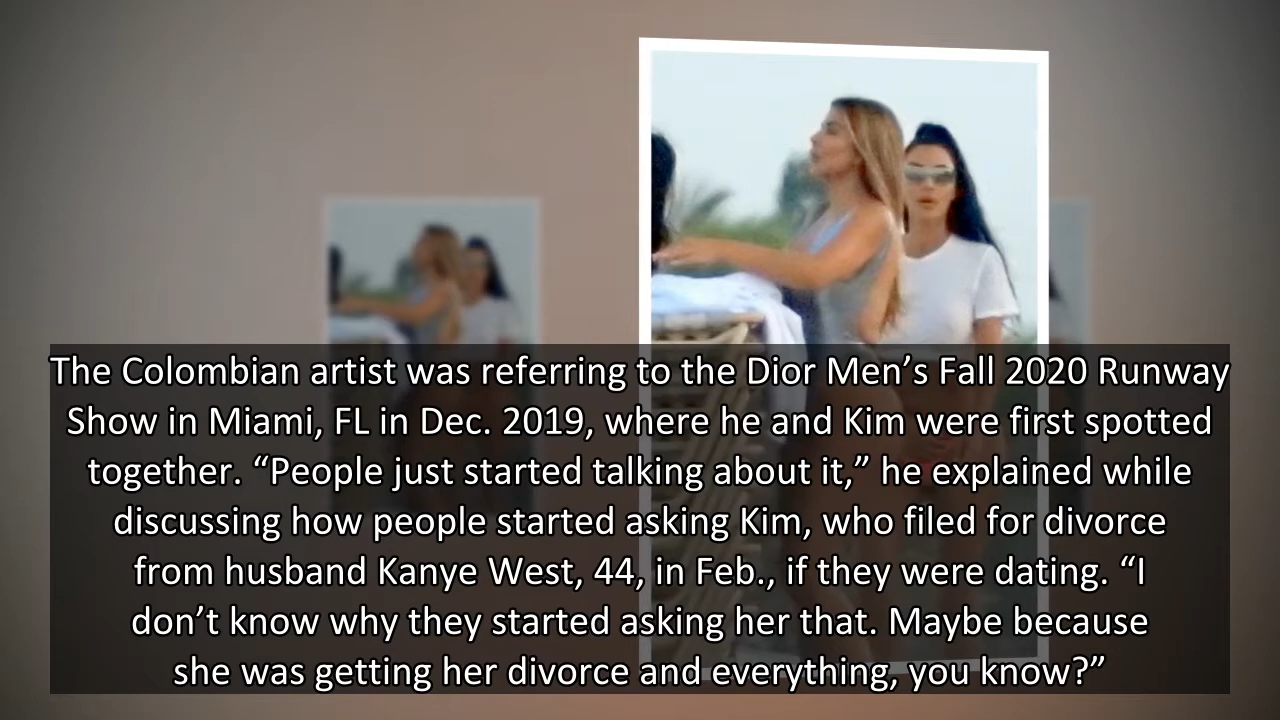 The Colombian artist was referring to the Dior Men’s Fall 2020 Runway
Show in Miami, FL in Dec. 2019, where he and Kim were first spotted
together. “People just started talking about it,” he explained while
discussing how people started asking Kim, who filed for divorce
from husband Kanye West, 44, in Feb., if they were dating. “I
don’t know why they started asking her that. Maybe because
she was getting her divorce and everything, you know?”